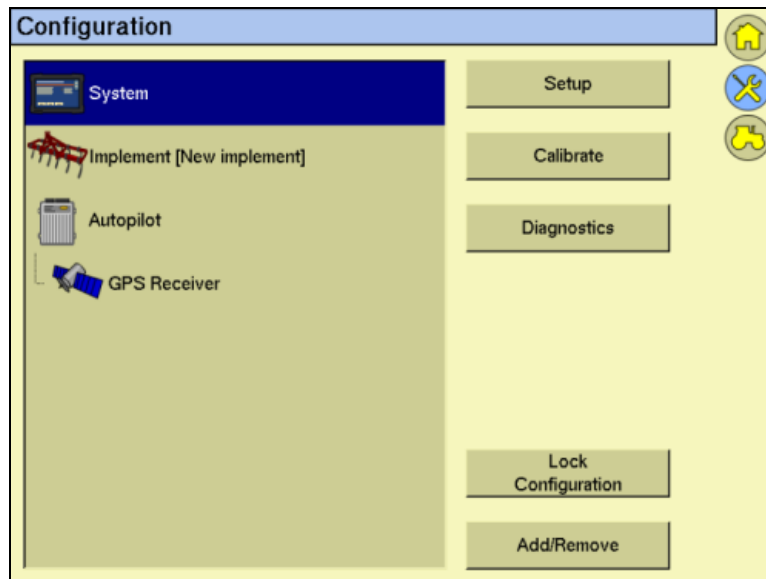 Configuration
System
Implement [New implement]
Autopilot
GPS Receiver
Setup
Calibrate
Diagnostics
Lock
Configuration
Add/Remove